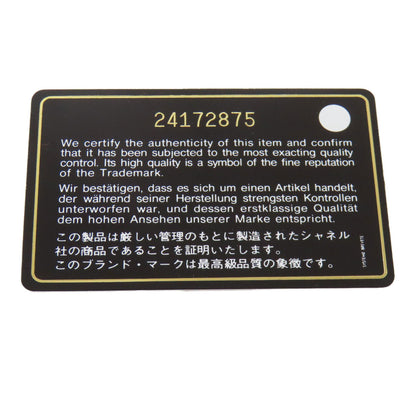 24172875
We certify the authenticity of this item and confirm
that it has been subjected to the most exacting quality
control. Its high quality is a symbol of the fine reputation
of the Trademark.
Wir bestätigen, dass es sich um einen Artikel handelt,
der während seiner Herstellung strengsten Kontrollen
unterworfen war, und dessen erstklassige Qualität
dem hohen Ansehen unserer Marke entspricht.
この製品は厳しい管理のもとに製造されたシャネル
社の商品であることを証明いたします。
このブランド・マークは最高級品質の象徴です。